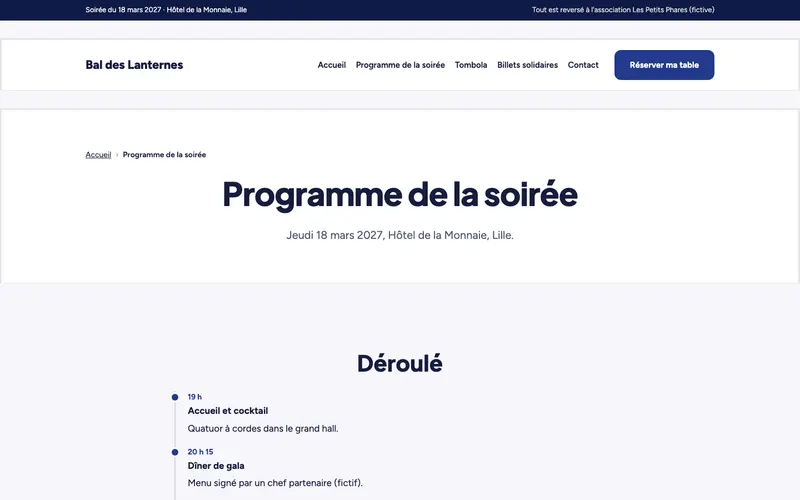 Soirée du 18 mars 2027 · Hôtel de la Monnaie, Lille
Tout est reversé à l'association Les Petits Phares (fictive)
Bal des Lanternes
Accueil
Programme de la soirée
Tombola
Billets solidaires
Contact
Réserver ma table
Accueil › Programme de la soirée
Programme de la soirée
Jeudi 18 mars 2027, Hôtel de la Monnaie, Lille.
Déroulé
19 h
Accueil et cocktail
Quatuor à cordes dans le grand hall.
20 h 15
Dîner de gala
Menu signé par un chef partenaire (fictif).